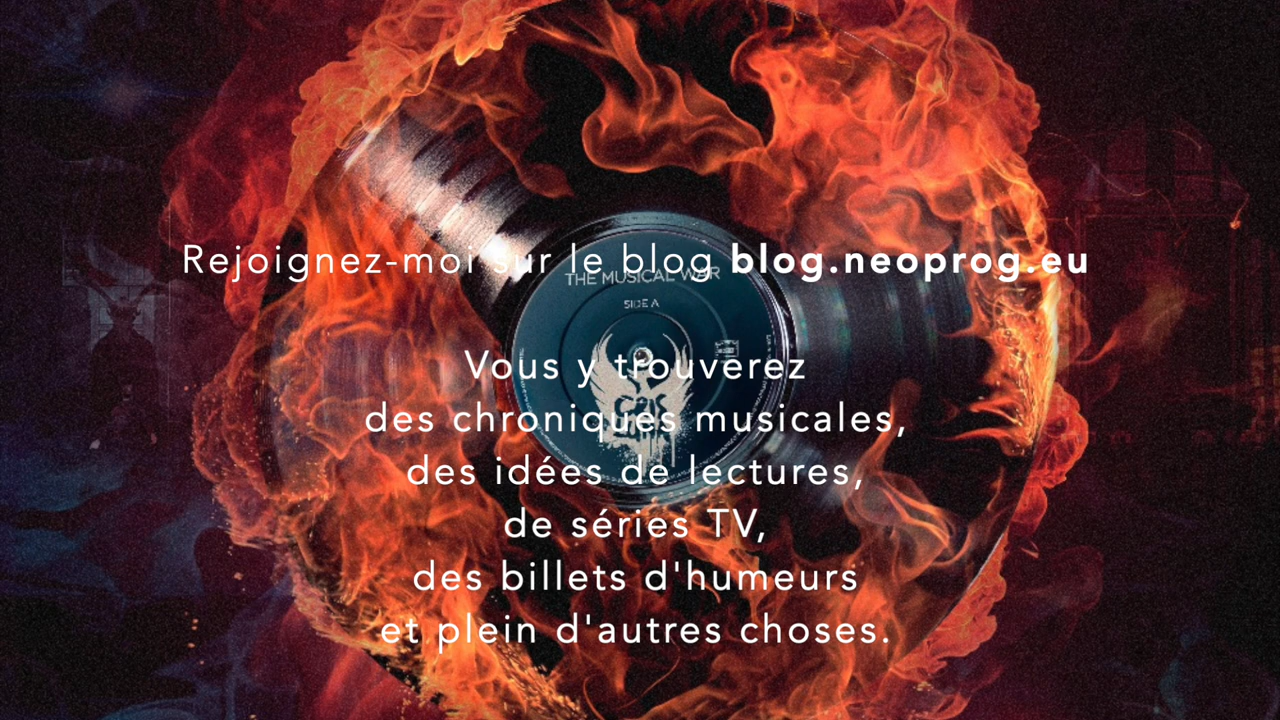 Rejoignez-moi sur le blog blog.neoprog.eu
THE MUSICAL WAR
SIDE A
Vous y trouverez
des chroniques musicales,
des idées de lectures,
de séries TV,
des billets d'humeurs
et plein d'autres choses.